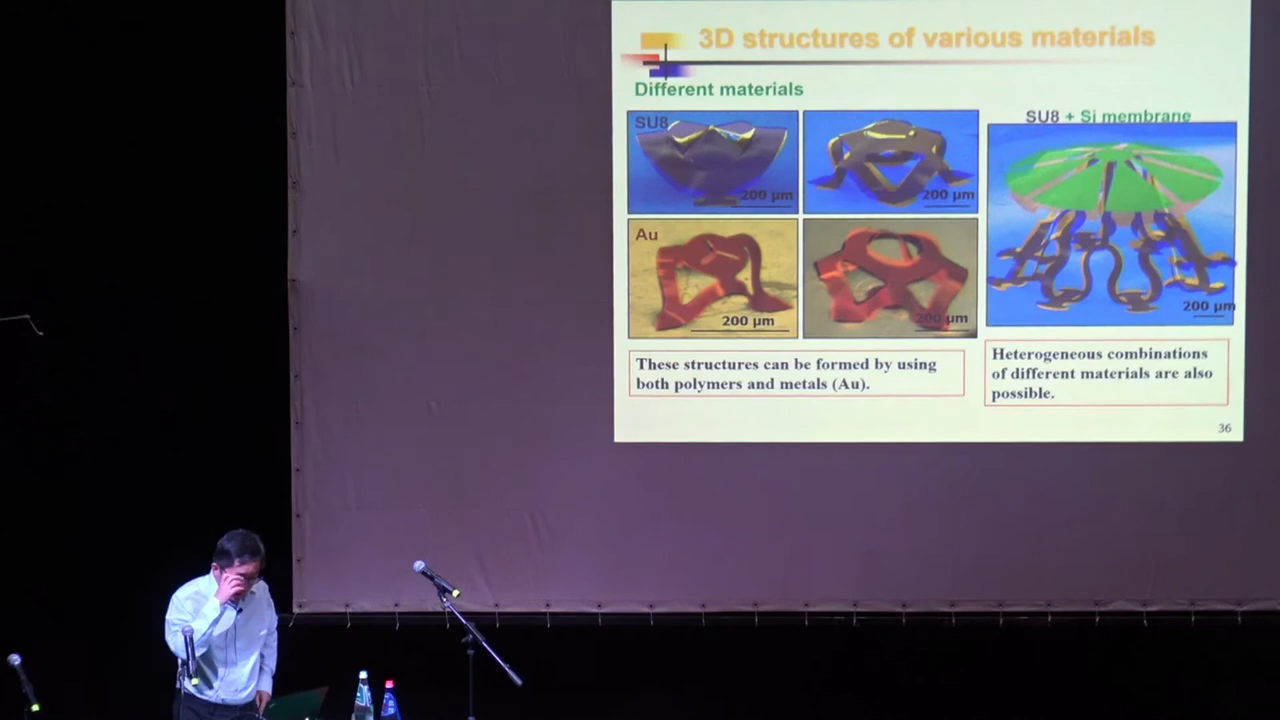 3D structures of various materials
Different materials
SU8
200 µm
200 µm
SU8 + Si membrane
200 µm
Au
200 µm
200 µm
These structures can be formed by using
both polymers and metals (Au).
Heterogeneous combinations
of different materials are also
possible.
36